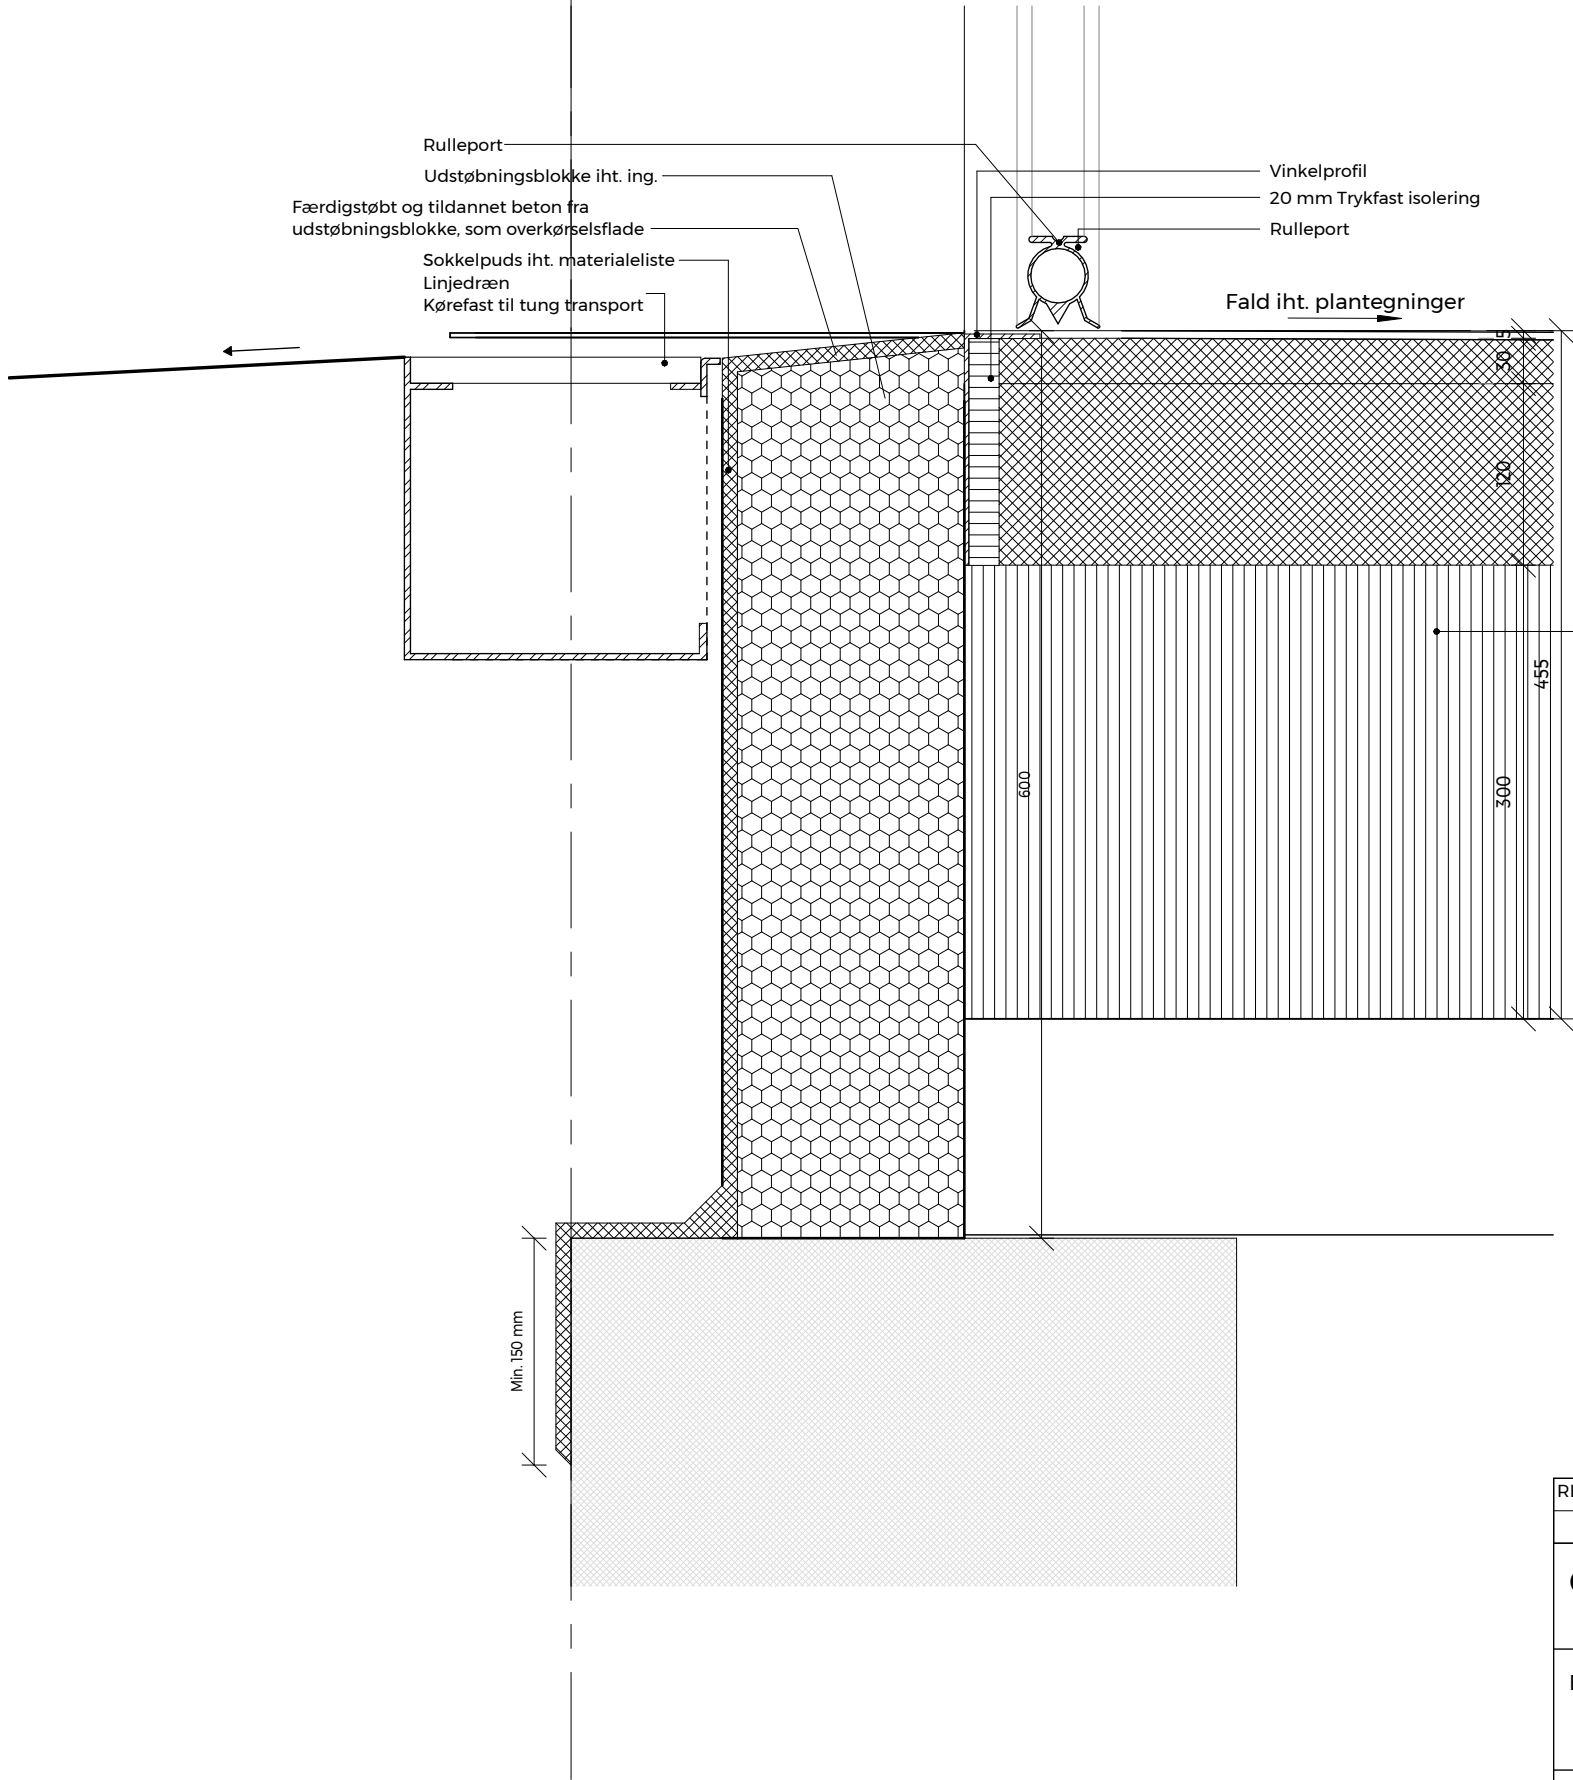 Rulleport
Udstøbningsblokke iht. ing.
Færdigstøbt og tildannet beton fra
udstøbningsblokke, som overkørselsflade
Sokkelpuds iht. materialeliste
Linjedræn
Kørefast til tung transport
Vinkelprofil
20 mm Trykfast isolering
Rulleport
Fald iht. plantegninger
5
30
120
455
300
600
Min. 150 mm